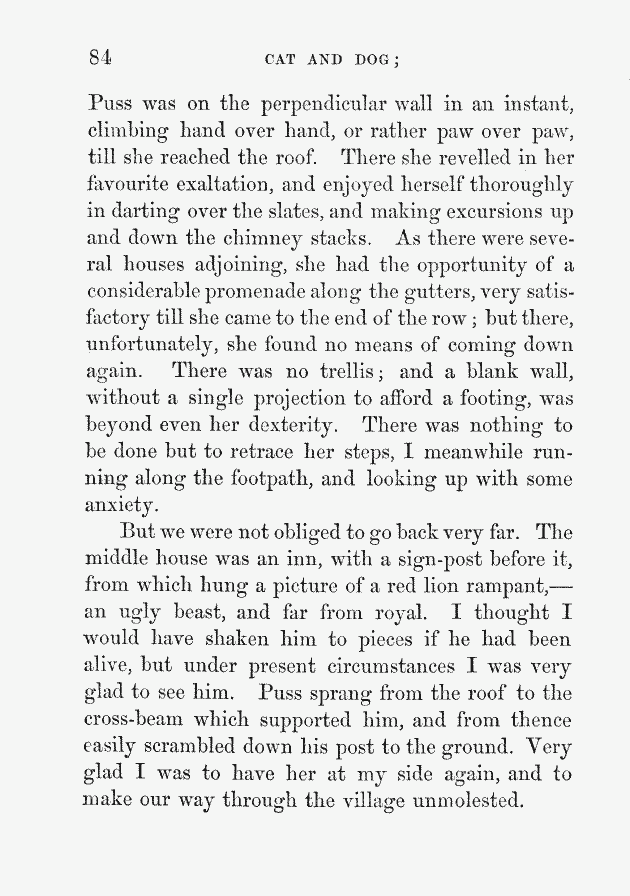 84 CAT AND DOG;
Puss was on the perpendicular wall in an instant,
climbing hand over hand, or rather paw over paw,
till she reached the roof. There she revelled in her
favourite exaltation, and enjoyed herself thoroughly
in darting over the slates, and making excursions up
and down the chimney stacks. As there were seve-
ral houses adjoining, she had the opportunity of a
considerable promenade along the gutters, very satis-
factory till she came to the end of the row; but there,
unfortunately, she found no means of coming down
again. There was no trellis; and a blank wall,
without a single projection to afford a footing, was
beyond even her dexterity. There was nothing to
be done but to retrace her steps, I meanwhile run-
ning along the footpath, and looking up with some
anxiety.
But we were not obliged to go back very far. The
middle house was an inn, with a sign-post before it,
from which hung a picture of a red lion rampant,—
an ugly beast, and far from royal. I thought I
would have shaken him to pieces if he had been
alive, but under present circumstances I was very
glad to see him. Puss sprang from the roof to the
cross-beam which supported him, and from thence
easily scrambled down his post to the ground. Very
glad I was to have her at my side again, and to
make our way through the village unmolested.